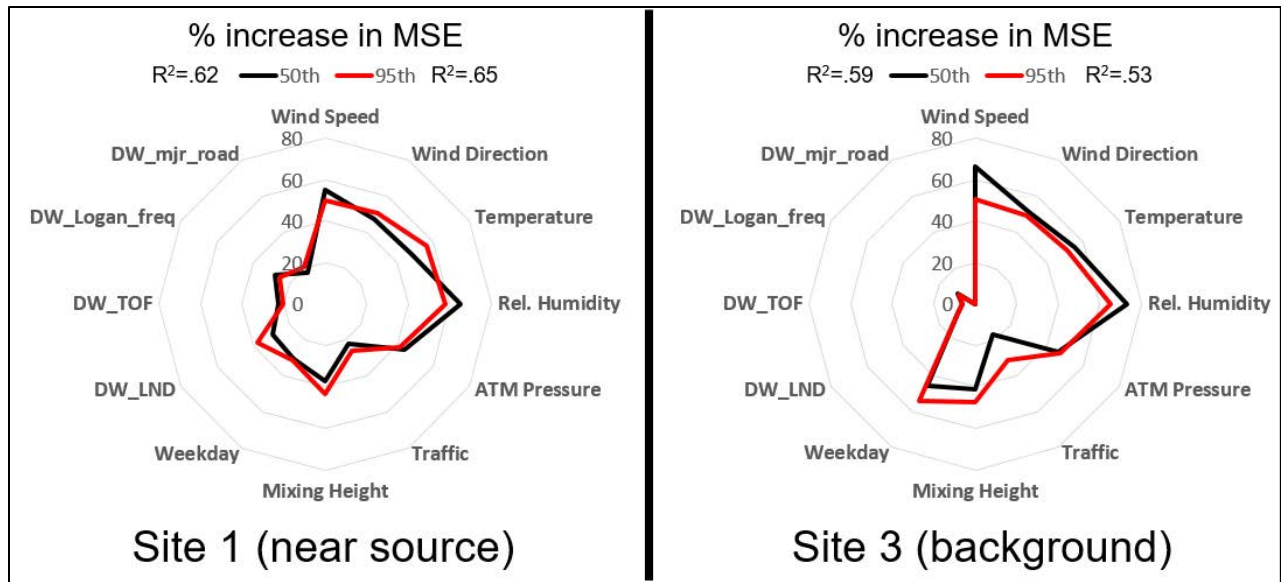 % increase in MSE
R²=.62 50th 95th R²=.65
Wind Speed
80
DW_mjr_road Wind Direction
60
DW_Logan_freq 40 Temperature
20
DW_TOF 0 Rel. Humidity
DW_LND ATM Pressure
Weekday Traffic
Mixing Height
Site 1 (near source)
% increase in MSE
R²=.59 50th 95th R²=.53
Wind Speed
80
DW_mjr_road Wind Direction
60
DW_Logan_freq 40 Temperature
20
DW_TOF 0 Rel. Humidity
DW_LND ATM Pressure
Weekday Traffic
Mixing Height
Site 3 (background)